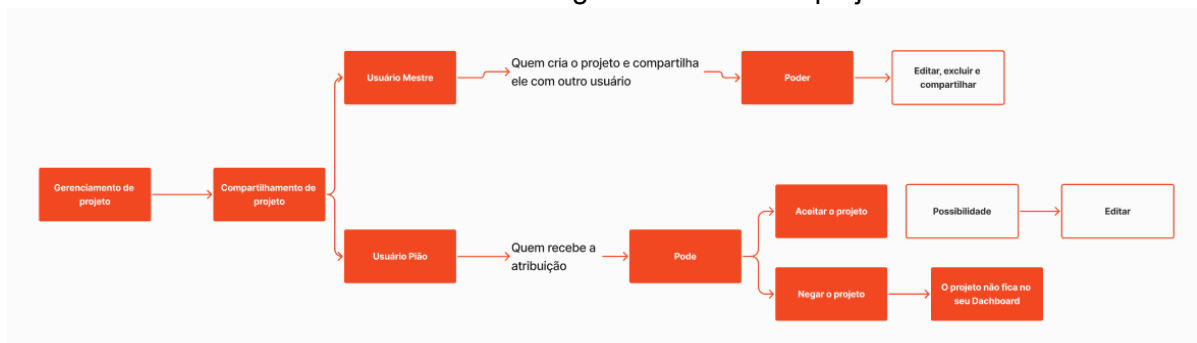 Usuário Mestre
Quem cria o projeto e compartilha
ele com outro usuário
Poder
Editar, excluir e
compartilhar
Gerenciamento de
projeto
Compartilhamento de
projeto
Usuário Pião
Quem recebe a
atribuição
Pode
Aceitar o projeto
Possibilidade
Editar
Negar o projeto
O projeto não fica no
seu Dachboard